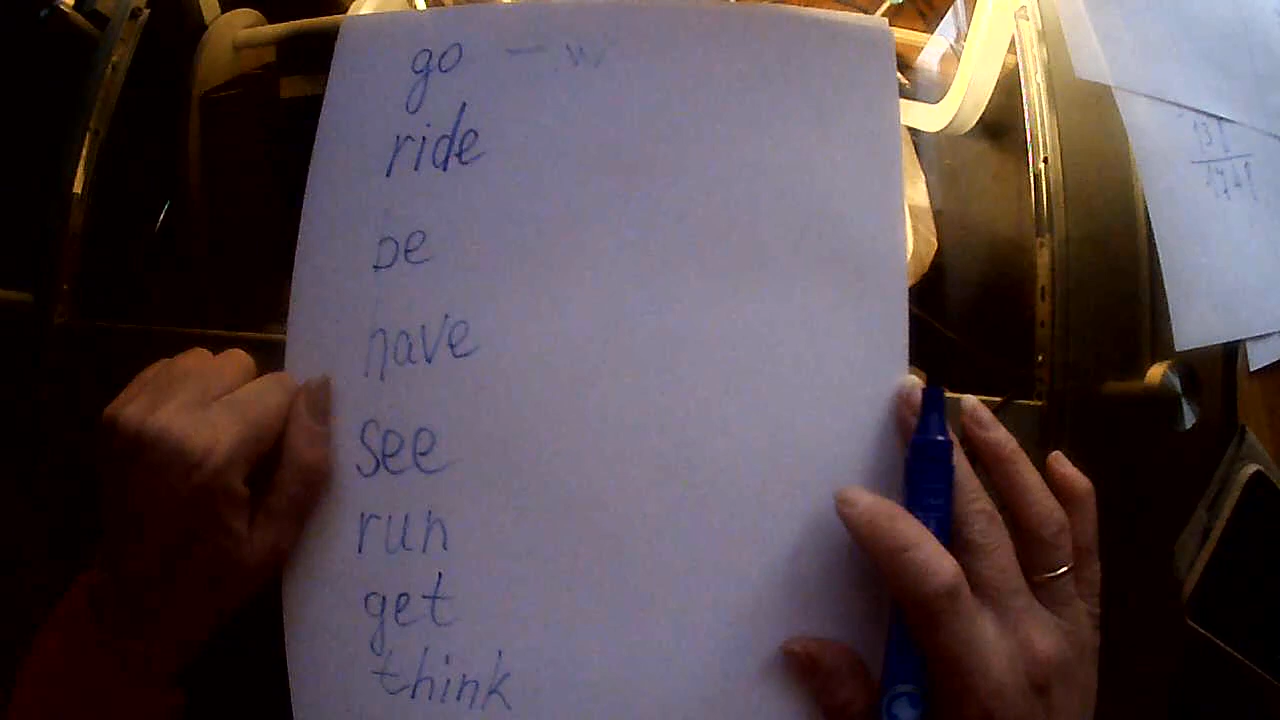 go — w
ride
be
have
see
run
get
think